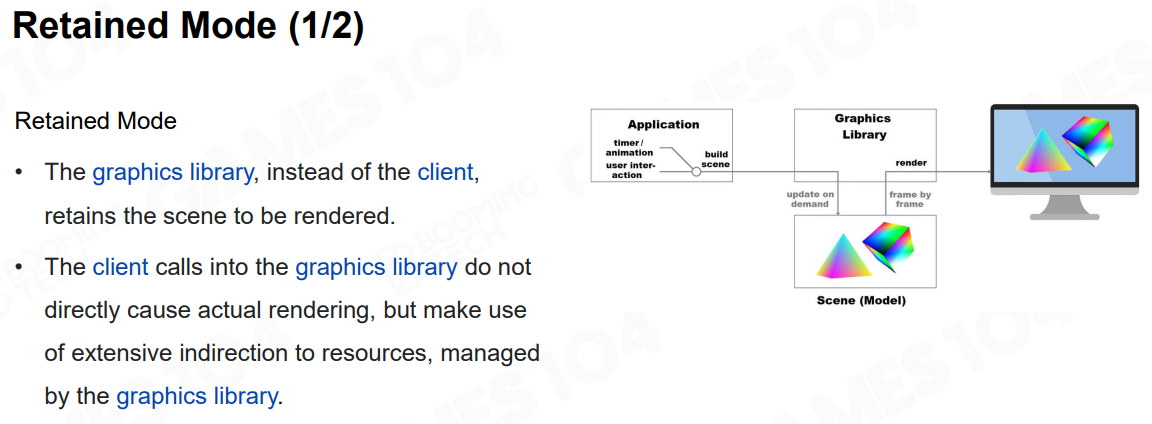 Retained Mode (1/2)
Retained Mode
• The graphics library, instead of the client,
retains the scene to be rendered.
• The client calls into the graphics library do not
directly cause actual rendering, but make use
of extensive indirection to resources, managed
by the graphics library.
Application
timer/
animation
user inter-
action
build
scene
Graphics
Library
render
update on
demand
frame by
frame
Scene (Model)
GAMES104
BOOMING
TECH